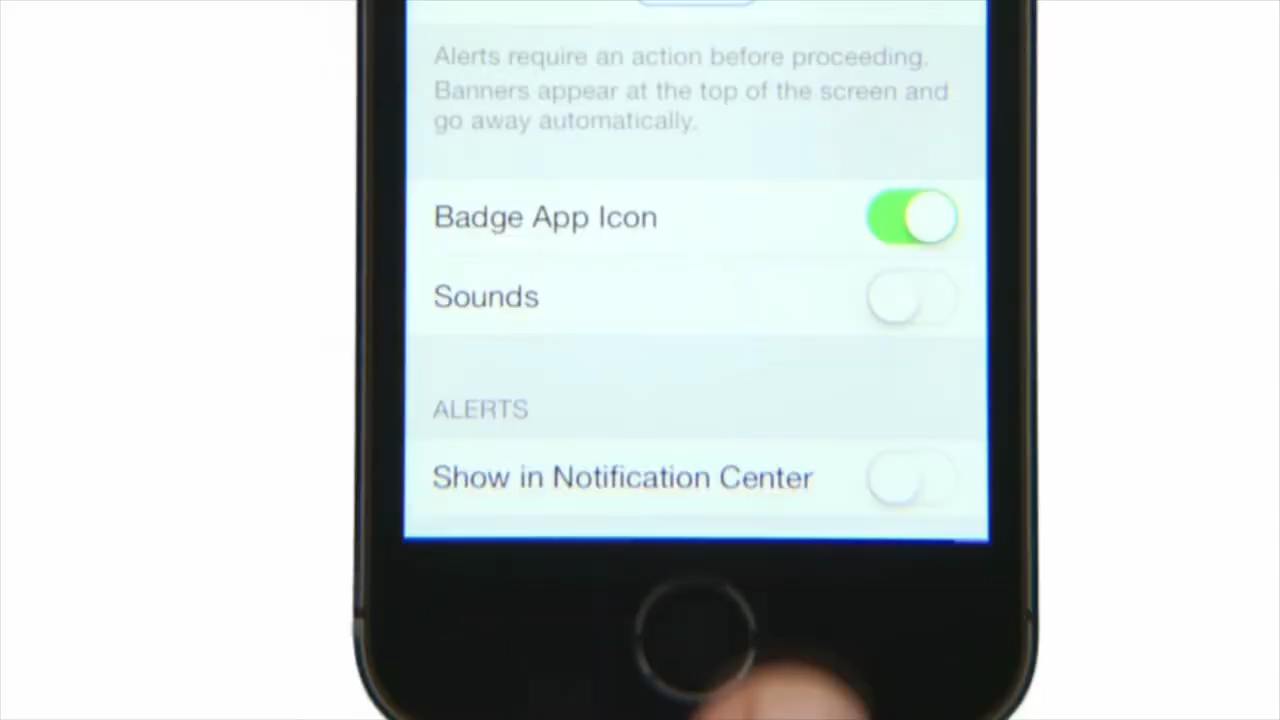 Alerts require an action before proceeding.
Banners appear at the top of the screen and
go away automatically.
Badge App Icon
Sounds
ALERTS
Show in Notification Center